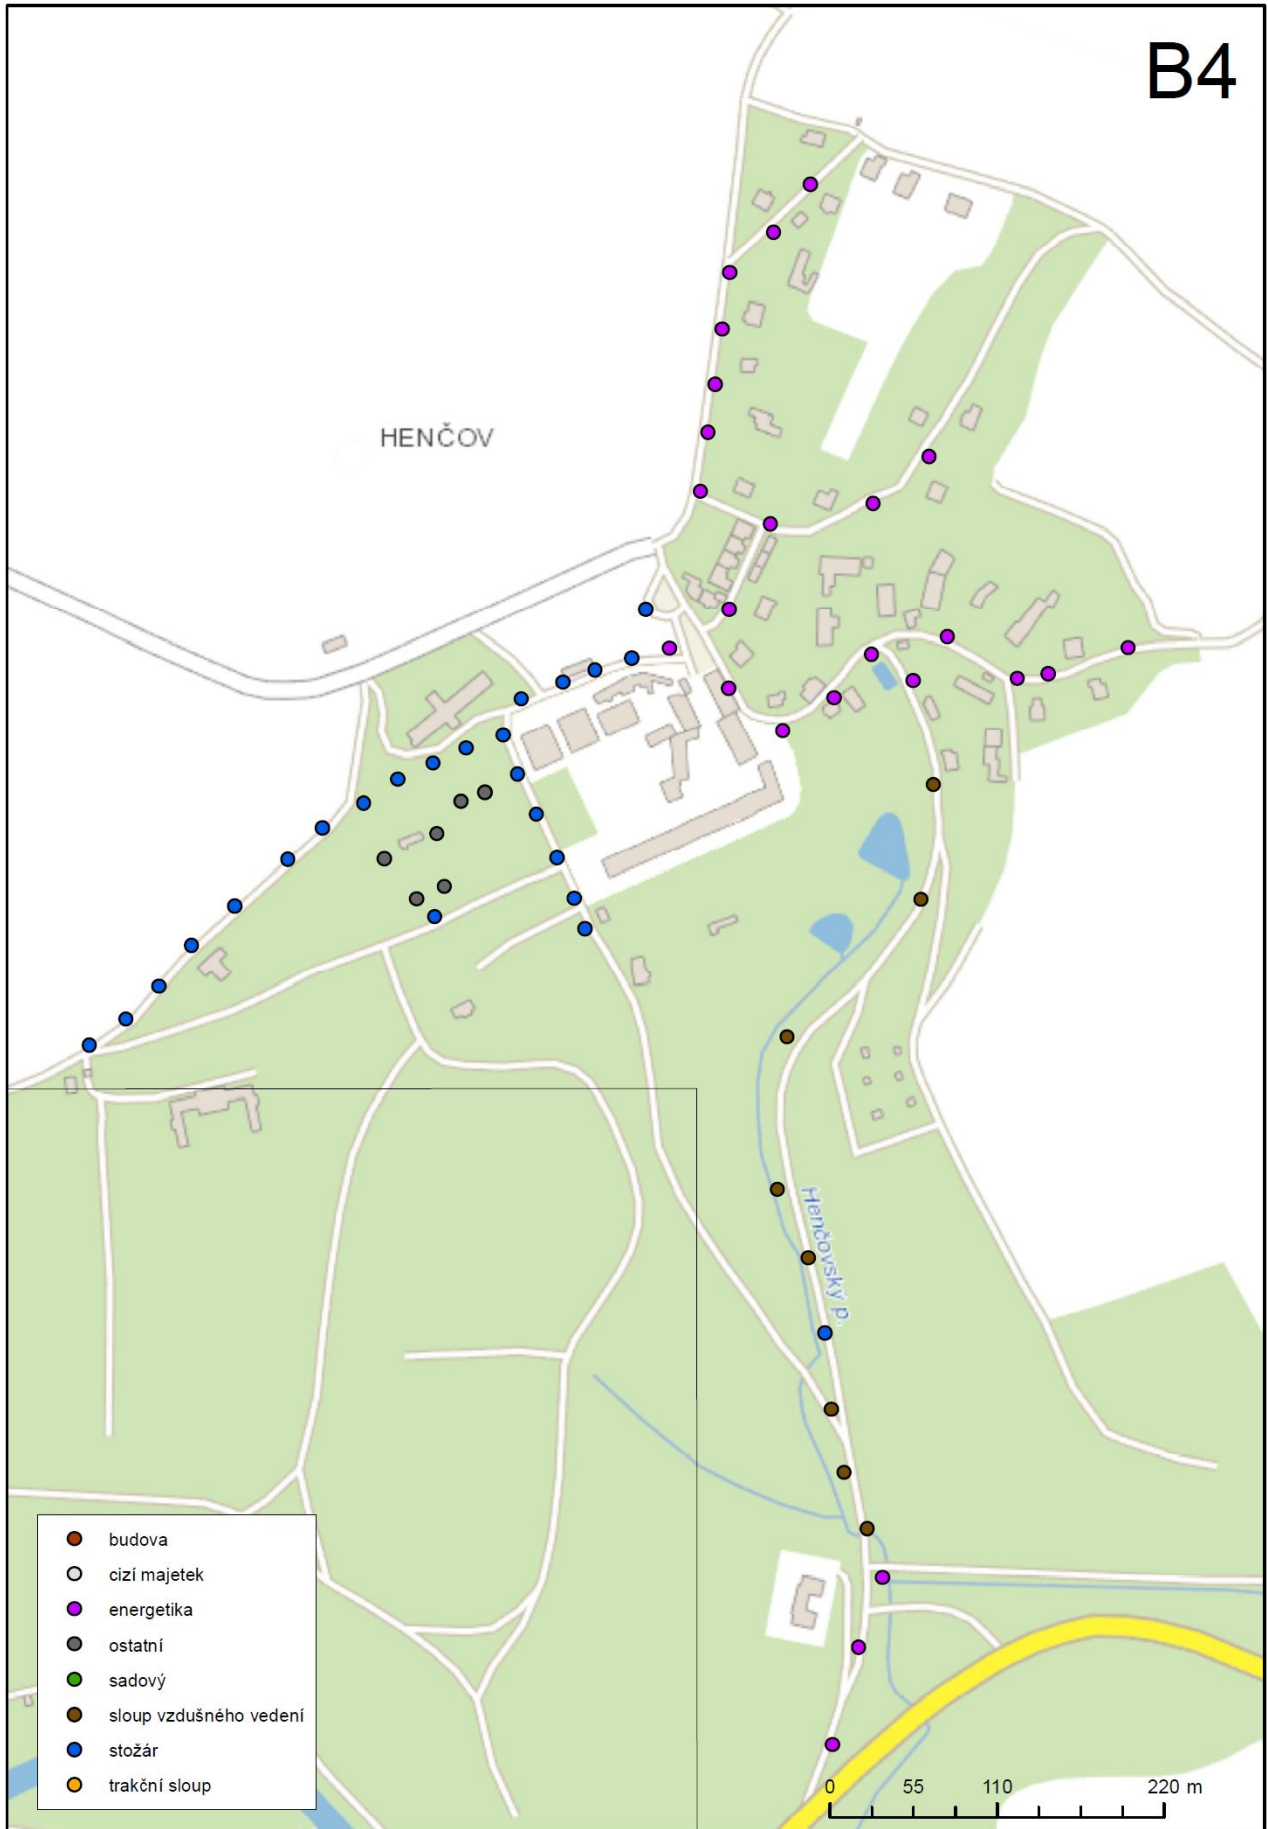 B4
HENČOV
Henčovský p.
budova
cizí majetek
energetika
ostatní
sadový
sloup vzdušného vedení
stožár
trakční sloup
0 55 110 220 m